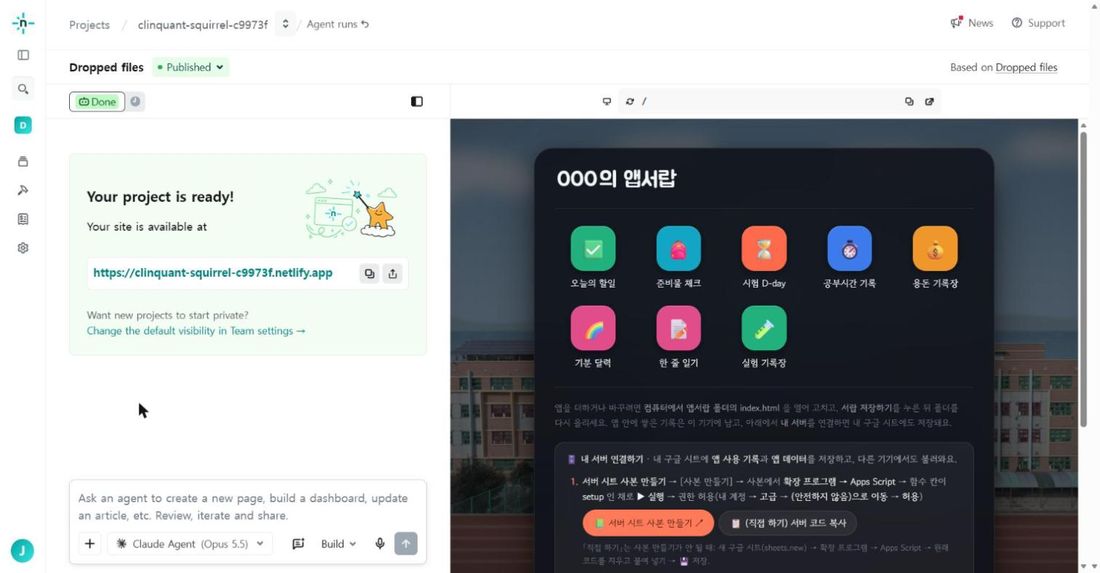 Projects / clinquant-squirrel-c9973f / Agent runs
News
Support
Dropped files
Published
Based on Dropped files
Done
/
D
Your project is ready!
Your site is available at
https://clinquant-squirrel-c9973f.netlify.app
Want new projects to start private?
Change the default visibility in Team settings →
Ask an agent to create a new page, build a dashboard, update
an article, etc. Review, iterate and share.
Claude Agent (Opus 5.5)
Build
J
OOO의 앱서랍
오늘의 할일
준비물 체크
시험 D-day
공부시간 기록
용돈 기록장
기분 달력
한 줄 일기
실험 기록장
앱을 더하거나 바꾸려면 컴퓨터에서 앱서랍 폴더의 index.html 을 열어 고치고, 서랍 저장하기를 누른 뒤 폴더를
다시 올리세요. 앱 안에 쌓은 기록은 이 기기에 남고, 아래에서 내 서버를 연결하면 내 구글 시트에도 저장돼요.
내 서버 연결하기 · 내 구글 시트에 앱 사용 기록과 앱 데이터를 저장하고, 다른 기기에서도 불러와요.
1. 서버 시트 사본 만들기 → [사본 만들기] → 사본에서 확장 프로그램 → Apps Script → 함수 칸이
setup 인 채로 ▶ 실행 → 권한 허용(내 계정 → 고급 → (안전하지 않음)으로 이동 → 허용)
서버 시트 사본 만들기 ↗
(직접 하기) 서버 코드 복사
「직접 하기」는 사본 만들기가 안 될 때: 새 구글 시트(sheets.new) → 확장 프로그램 → Apps Script → 원래
코드를 지우고 붙여 넣기 → 💾 저장.